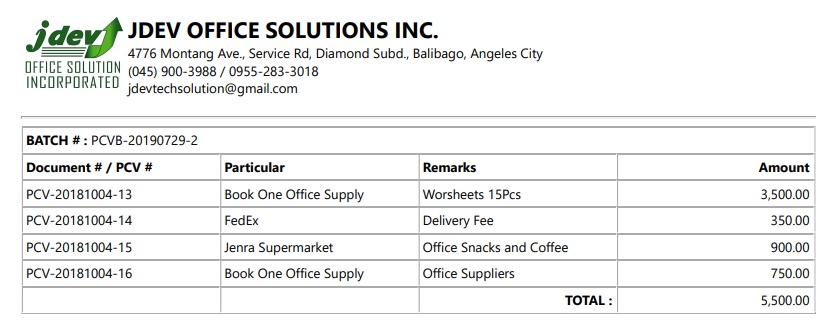 jdev
OFFICE SOLUTION
INCORPORATED
JDEV OFFICE SOLUTIONS INC.
4776 Montang Ave., Service Rd, Diamond Subd., Balibago, Angeles City
(045) 900-3988 / 0955-283-3018
jdevtechsolution@gmail.com
BATCH # : PCVB-20190729-2
Document # / PCV # Particular Remarks Amount
PCV-20181004-13 Book One Office Supply Worsheets 15Pcs 3,500.00
PCV-20181004-14 FedEx Delivery Fee 350.00
PCV-20181004-15 Jenra Supermarket Office Snacks and Coffee 900.00
PCV-20181004-16 Book One Office Supply Office Suppliers 750.00
TOTAL : 5,500.00